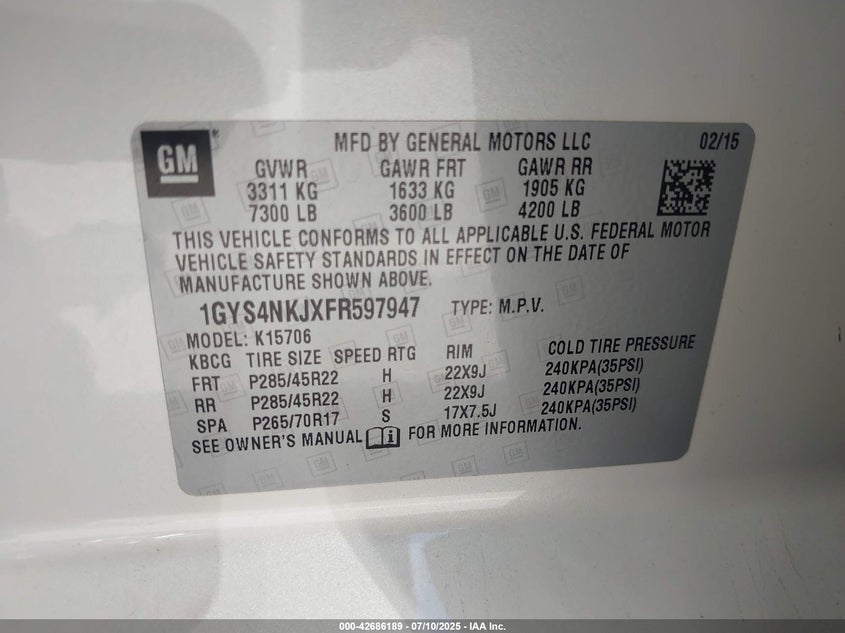 GM
MFD BY GENERAL MOTORS LLC 02/15
GVWR GAWR FRT GAWR RR
3311 KG 1633 KG 1905 KG
7300 LB 3600 LB 4200 LB
THIS VEHICLE CONFORMS TO ALL APPLICABLE U.S. FEDERAL MOTOR
VEHICLE SAFETY STANDARDS IN EFFECT ON THE DATE OF
MANUFACTURE SHOWN ABOVE.
1GYS4NKJXFR597947 TYPE: M.P.V.
MODEL: K15706
KBCG TIRE SIZE SPEED RTG RIM COLD TIRE PRESSURE
FRT P285/45R22 H 22X9J 240KPA(35PSI)
RR P285/45R22 H 22X9J 240KPA(35PSI)
SPA P265/70R17 S 17X7.5J 240KPA(35PSI)
SEE OWNER'S MANUAL FOR MORE INFORMATION.
000-42686189 - 07/10/2025 - IAA Inc.